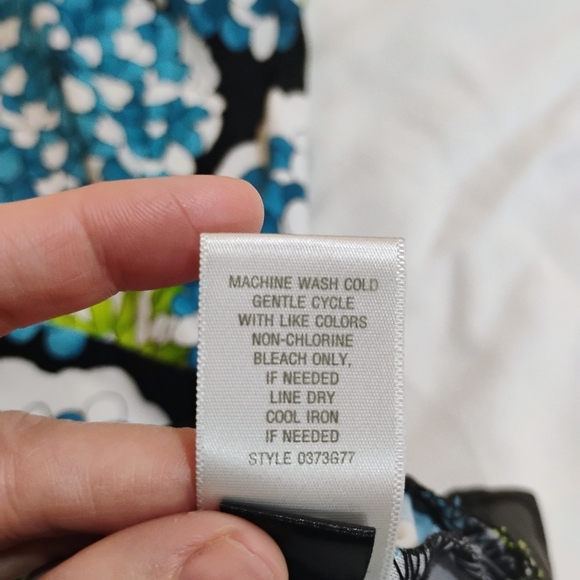 MACHINE WASH COLD
GENTLE CYCLE
WITH LIKE COLORS
NON-CHLORINE
BLEACH ONLY,
IF NEEDED
LINE DRY
COOL IRON
IF NEEDED
STYLE 0373G77